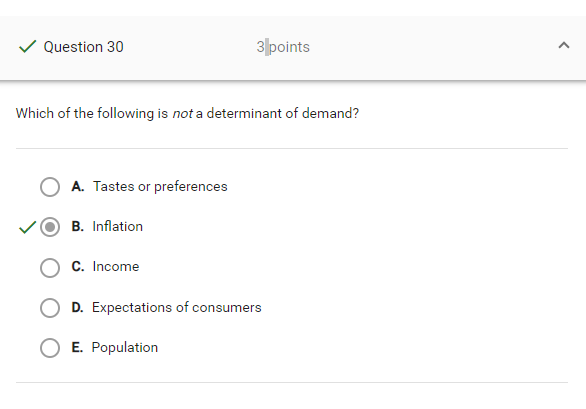 Question 30
3 points
Which of the following is not a determinant of demand?
A. Tastes or preferences
B. Inflation
C. Income
D. Expectations of consumers
E. Population